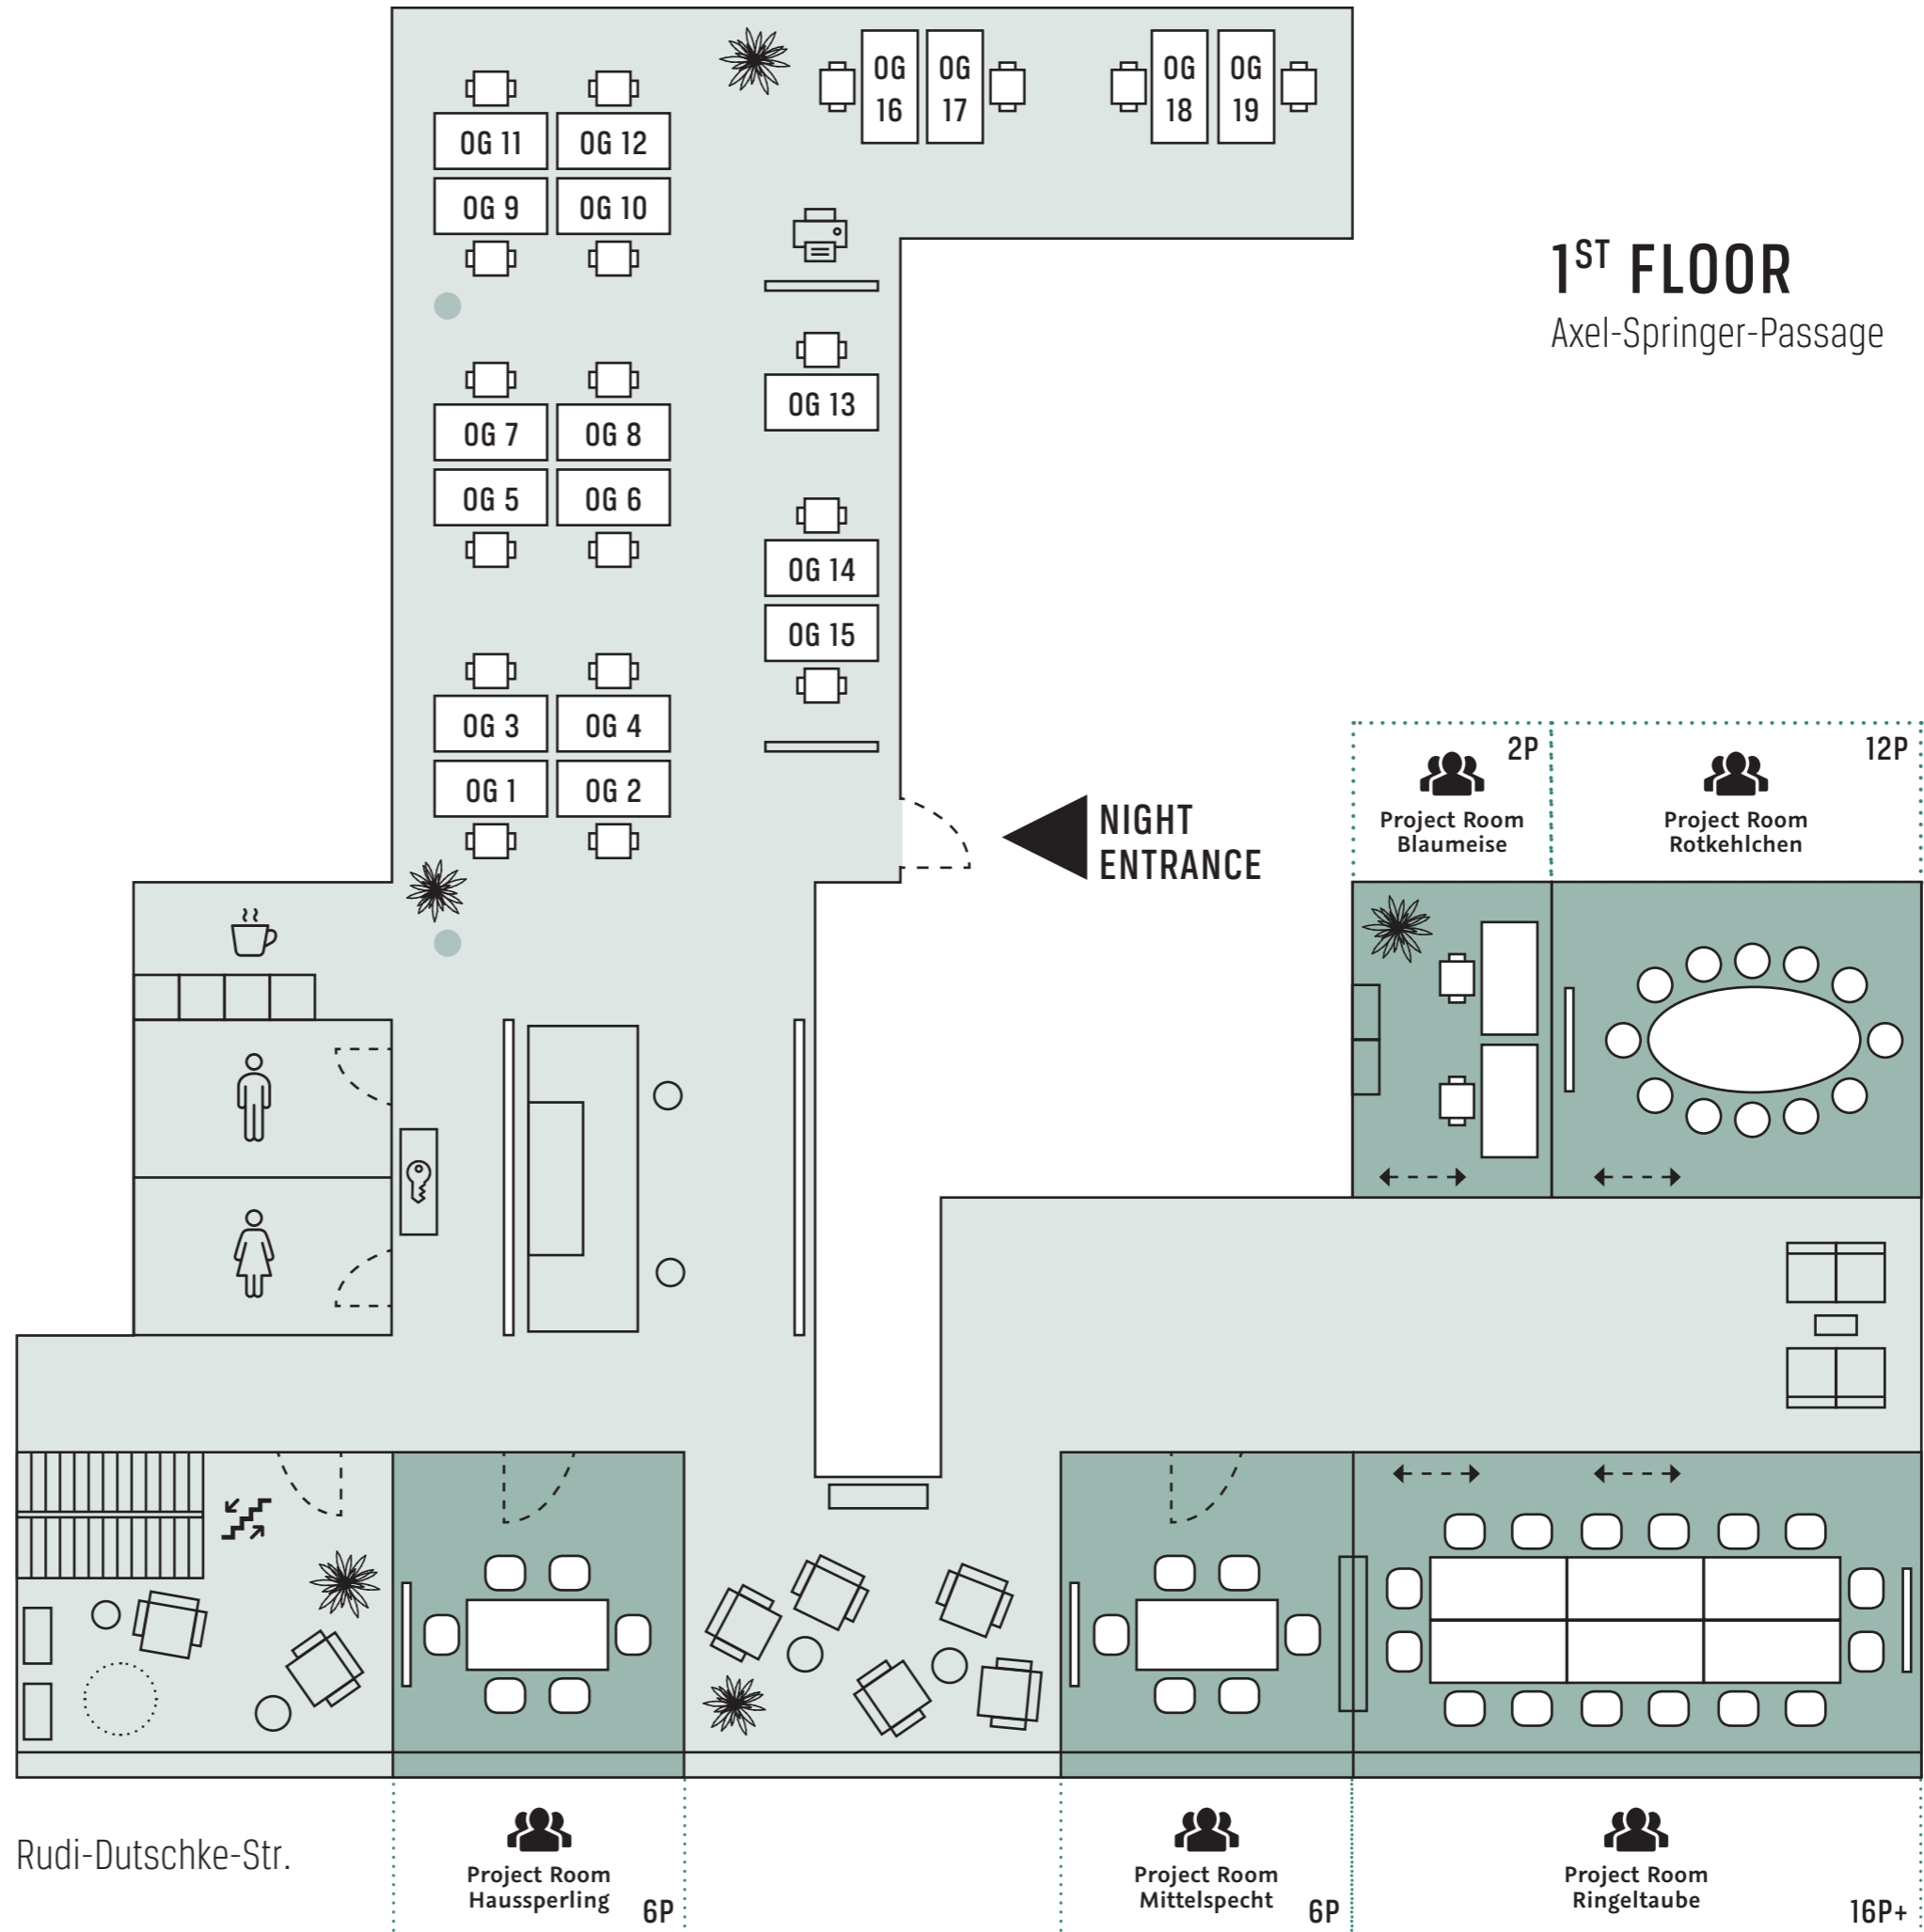 OG 16
OG 17
OG 18
OG 19
OG 11
OG 12
OG 9
OG 10
1ST FLOOR
Axel-Springer-Passage
OG 13
OG 7
OG 8
OG 5
OG 6
OG 14
OG 15
OG 3
OG 4
OG 1
OG 2
NIGHT
ENTRANCE
2P
Project Room
Blaumeise
12P
Project Room
Rotkehlchen
Rudi-Dutschke-Str.
Project Room
Haussperling
6P
Project Room
Mittelspecht
6P
Project Room
Ringeltaube
16P+